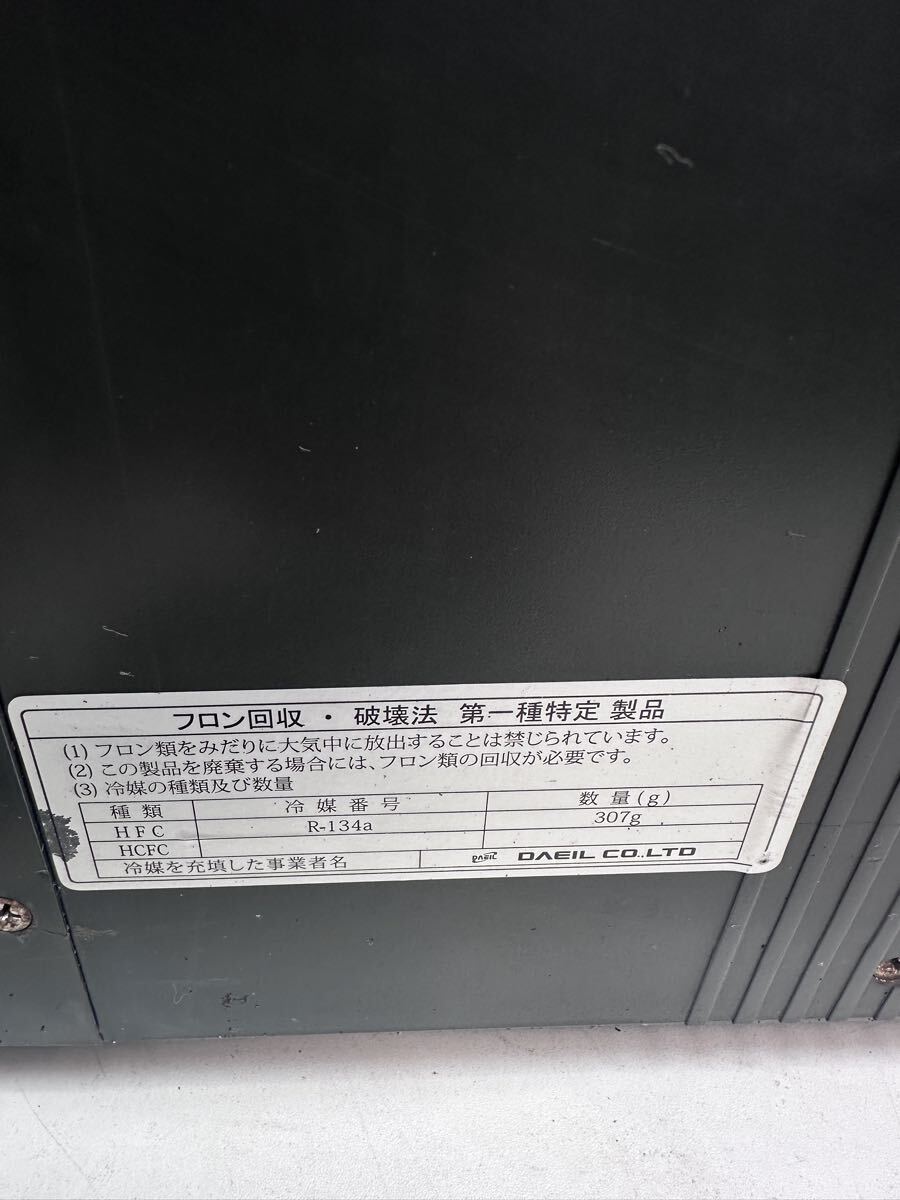 フロン回収・破壊法 第一種特定 製品
(1) フロン類をみだりに大気中に放出することは禁じられています。
(2) この製品を廃棄する場合には、フロン類の回収が必要です。
(3) 冷媒の種類及び数量
種類 冷媒番号 数量(g)
HFC R-134a 307g
HCFC
冷媒を充填した事業者名 DAEIL DAEIL CO.,LTD